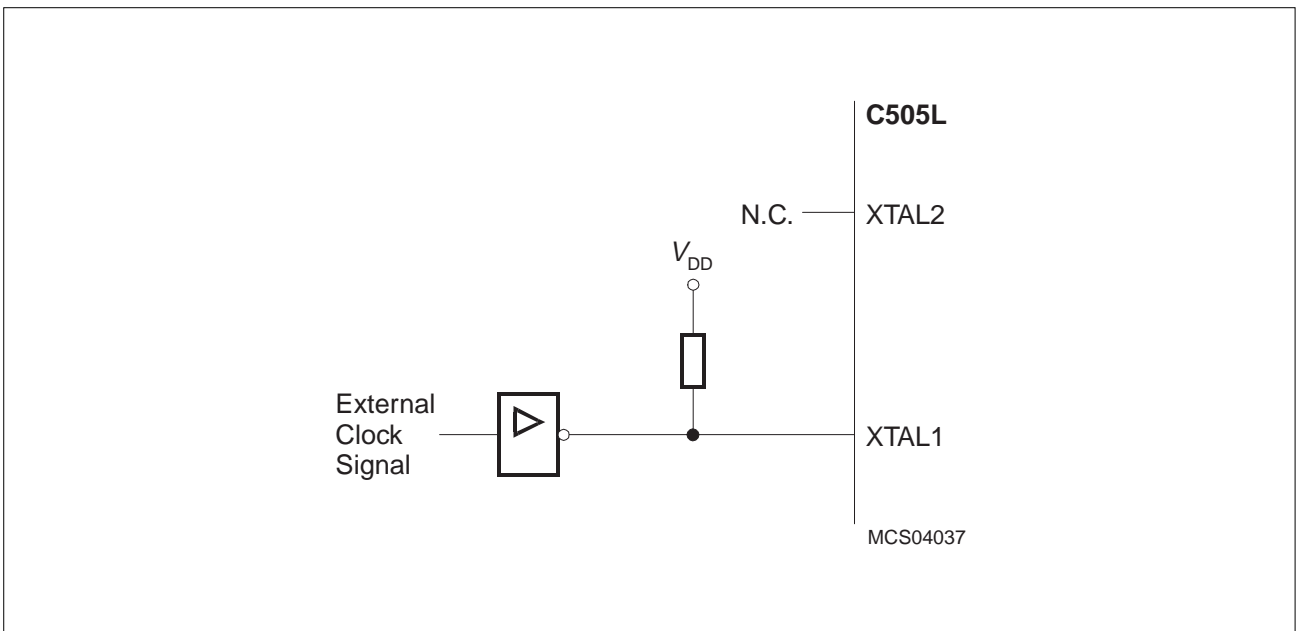 C505L
N.C.
XTAL2
VDD
External
Clock
Signal
XTAL1
MCS04037